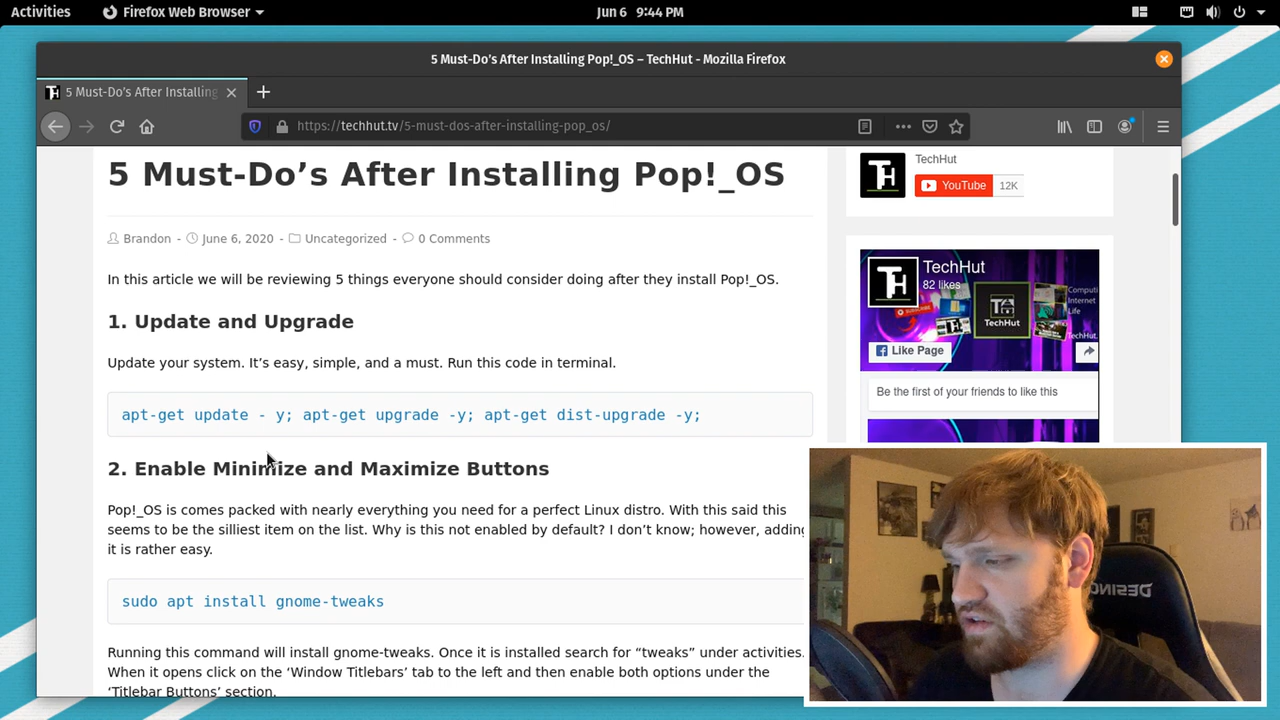 Activities
Firefox Web Browser
Jun 6 9:44 PM
5 Must-Do’s After Installing Pop!_OS – TechHut - Mozilla Firefox
5 Must-Do’s After Installing
https://techhut.tv/5-must-dos-after-installing-pop_os/
5 Must-Do’s After Installing Pop!_OS
Brandon - June 6, 2020 - Uncategorized - 0 Comments
In this article we will be reviewing 5 things everyone should consider doing after they install Pop!_OS.
1. Update and Upgrade
Update your system. It’s easy, simple, and a must. Run this code in terminal.
apt-get update - y; apt-get upgrade -y; apt-get dist-upgrade -y;
2. Enable Minimize and Maximize Buttons
Pop!_OS is comes packed with nearly everything you need for a perfect Linux distro. With this said this
seems to be the silliest item on the list. Why is this not enabled by default? I don’t know; however, adding
it is rather easy.
sudo apt install gnome-tweaks
Running this command will install gnome-tweaks. Once it is installed search for “tweaks” under activities.
When it opens click on the ‘Window Titlebars’ tab to the left and then enable both options under the
‘Titlebar Buttons’ section.
TH
TechHut
YouTube 12K
TH
TechHut
82 likes
TechHut
Computi
Internet
Life
TechHut.
Like Page
Be the first of your friends to like this